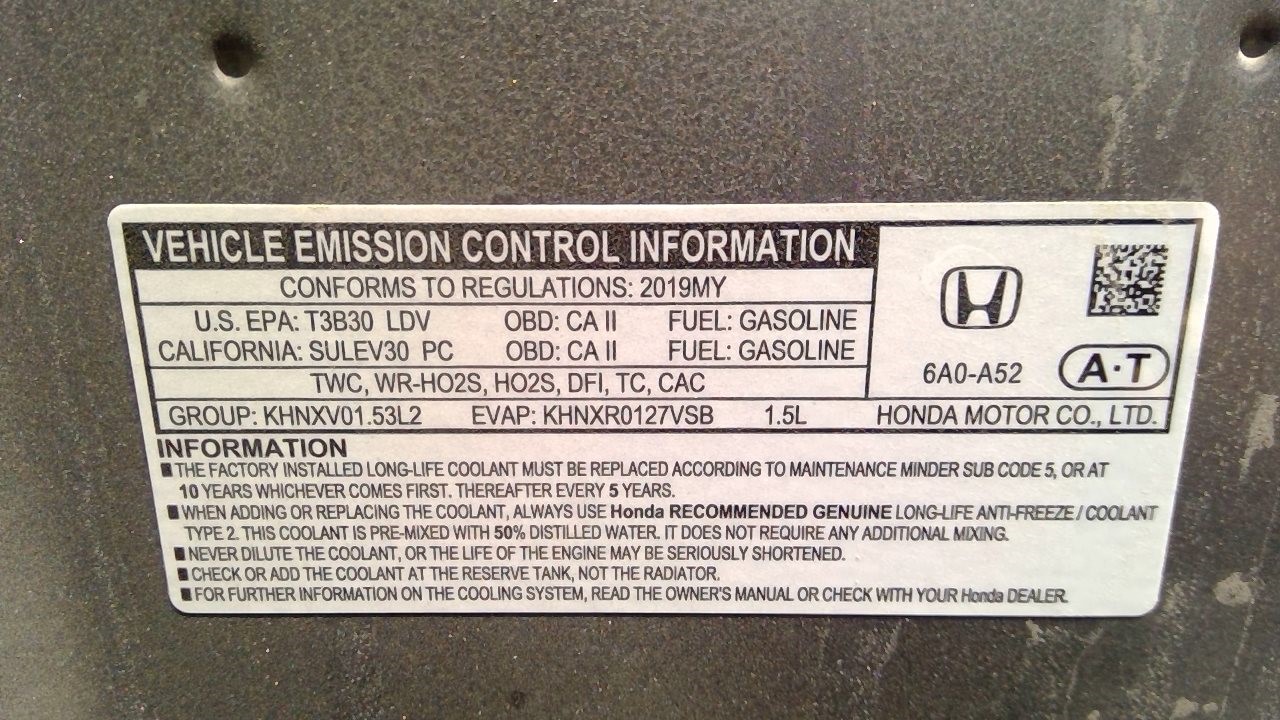 VEHICLE EMISSION CONTROL INFORMATION
CONFORMS TO REGULATIONS: 2019MY
U.S. EPA: T3B30 LDV OBD: CA II FUEL: GASOLINE
CALIFORNIA: SULEV30 PC OBD: CA II FUEL: GASOLINE
TWC, WR-HO2S, HO2S, DFI, TC, CAC
6A0-A52 A·T
GROUP: KHNXV01.53L2 EVAP: KHNXR0127VSB 1.5L HONDA MOTOR CO., LTD.
INFORMATION
■ THE FACTORY INSTALLED LONG-LIFE COOLANT MUST BE REPLACED ACCORDING TO MAINTENANCE MINDER SUB CODE 5, OR AT
10 YEARS WHICHEVER COMES FIRST. THEREAFTER EVERY 5 YEARS.
■ WHEN ADDING OR REPLACING THE COOLANT, ALWAYS USE Honda RECOMMENDED GENUINE LONG-LIFE ANTI-FREEZE / COOLANT
TYPE 2. THIS COOLANT IS PRE-MIXED WITH 50% DISTILLED WATER. IT DOES NOT REQUIRE ANY ADDITIONAL MIXING.
■ NEVER DILUTE THE COOLANT, OR THE LIFE OF THE ENGINE MAY BE SERIOUSLY SHORTENED.
■ CHECK OR ADD THE COOLANT AT THE RESERVE TANK, NOT THE RADIATOR.
■ FOR FURTHER INFORMATION ON THE COOLING SYSTEM, READ THE OWNER'S MANUAL OR CHECK WITH YOUR Honda DEALER.